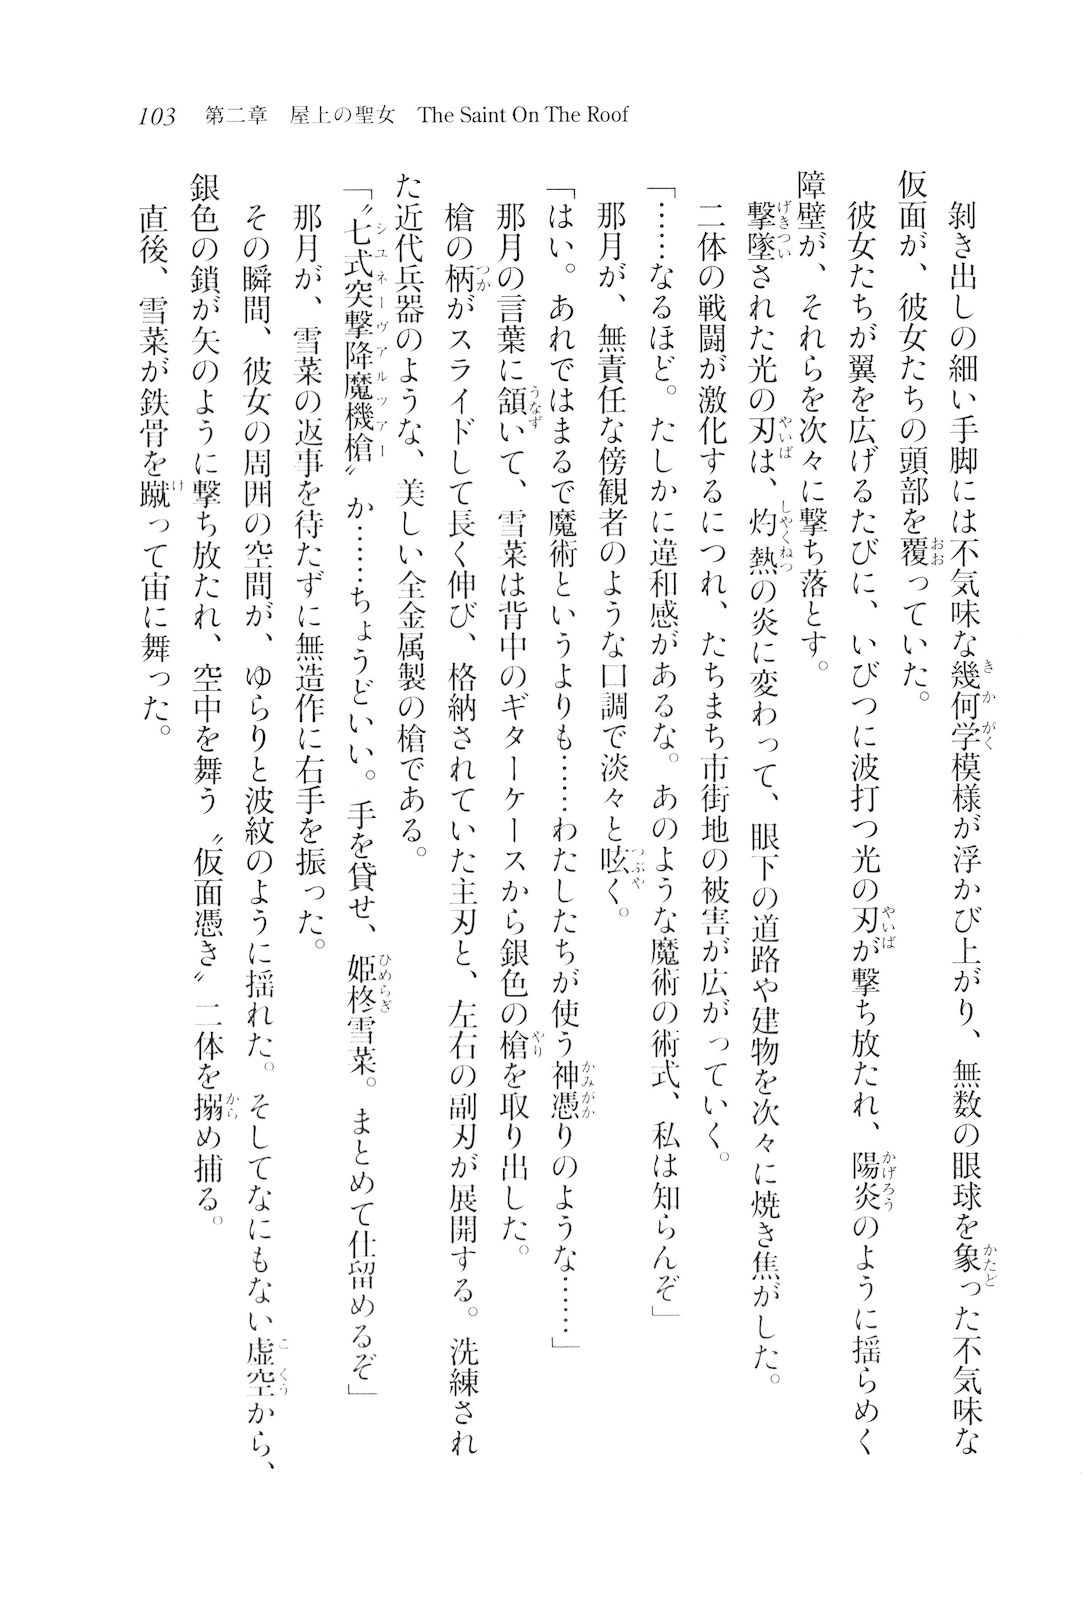 103　第二章　屋上の聖女　The Saint On The Roof
　剝き出しの細い手脚には不気味な幾何学模様が浮かび上がり、無数の眼球を象った不気味な
仮面が、彼女たちの頭部を覆っていた。
　彼女たちが翼を広げるたびに、いびつに波打つ光の刃が撃ち放たれ、陽炎のように揺らめく
障壁が、それらを次々に撃ち落とす。
　撃墜された光の刃は、灼熱の炎に変わって、眼下の道路や建物を次々に焼き焦がした。
　二体の戦闘が激化するにつれ、たちまち市街地の被害が広がっていく。
「……なるほど。たしかに違和感があるな。あのような魔術の術式、私は知らんぞ」
　那月が、無責任な傍観者のような口調で淡々と呟く。
「はい。あれではまるで魔術というよりも……わたしたちが使う神憑りのような……」
　那月の言葉に頷いて、雪菜は背中のギターケースから銀色の槍を取り出した。
　槍の柄がスライドして長く伸び、格納されていた主刃と、左右の副刃が展開する。洗練され
た近代兵器のような、美しい全金属製の槍である。
「〝七式突撃降魔機槍〟か……ちょうどいい。手を貸せ、姫柊雪菜。まとめて仕留めるぞ」
　那月が、雪菜の返事を待たずに無造作に右手を振った。
　その瞬間、彼女の周囲の空間が、ゆらりと波紋のように揺れた。そしてなにもない虚空から、
銀色の鎖が矢のように撃ち放たれ、空中を舞う〝仮面憑き〟二体を搦め捕る。
　直後、雪菜が鉄骨を蹴って宙に舞った。